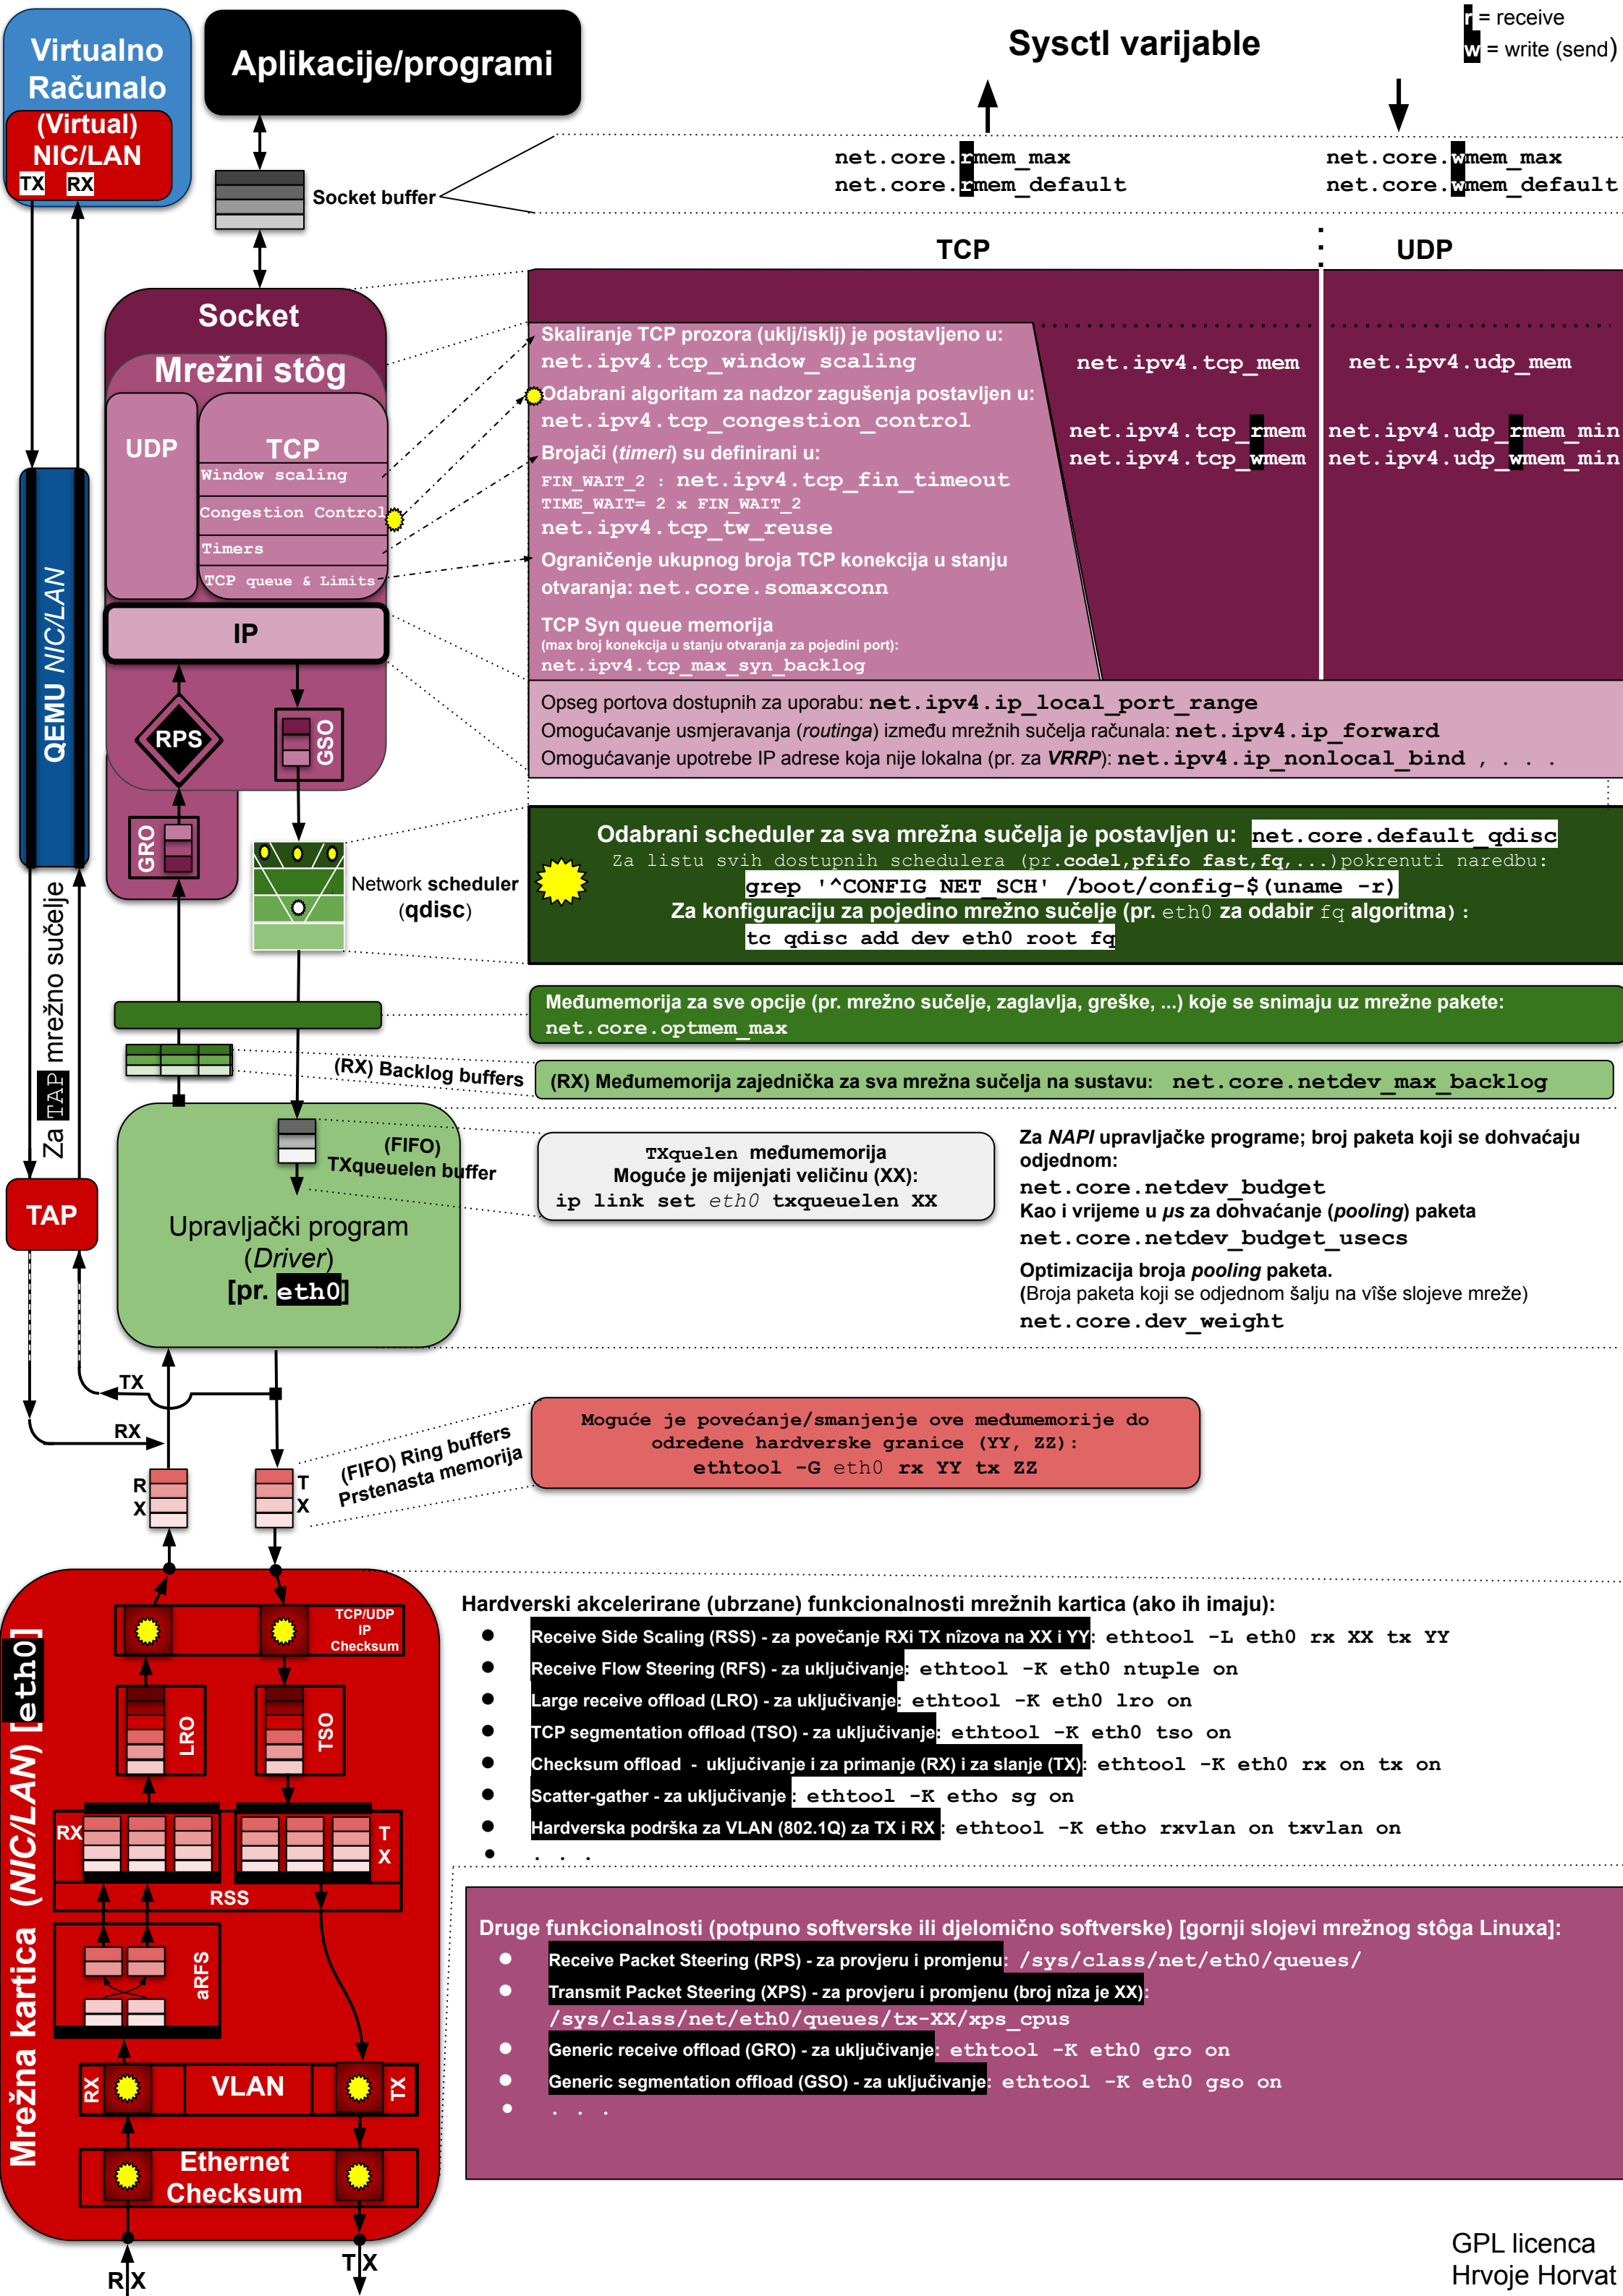 Virtualno
Računalo
(Virtual)
NIC/LAN
TX RX
Aplikacije/programi
Sysctl varijable
r = receive
w = write (send)
Socket buffer
net.core.rmem_max
net.core.rmem_default
net.core.wmem_max
net.core.wmem_default
TCP
UDP
Socket
Mrežni stôg
UDP
TCP
Window scaling
Congestion Control
Timers
TCP queue & Limits
IP
RPS
GSO
GRO
Skaliranje TCP prozora (uklj/isklj) je postavljeno u:
net.ipv4.tcp_window_scaling
Odabrani algoritam za nadzor zagušenja postavljen u:
net.ipv4.tcp_congestion_control
Brojači (timeri) su definirani u:
FIN_WAIT_2 : net.ipv4.tcp_fin_timeout
TIME_WAIT= 2 x FIN_WAIT_2
net.ipv4.tcp_tw_reuse
Ograničenje ukupnog broja TCP konekcija u stanju
otvaranja: net.core.somaxconn
TCP Syn queue memorija
(max broj konekcija u stanju otvaranja za pojedini port):
net.ipv4.tcp_max_syn_backlog
net.ipv4.tcp_mem
net.ipv4.tcp_rmem
net.ipv4.tcp_wmem
net.ipv4.udp_mem
net.ipv4.udp_rmem_min
net.ipv4.udp_wmem_min
Opseg portova dostupnih za uporabu: net.ipv4.ip_local_port_range
Omogućavanje usmjeravanja (routinga) između mrežnih sučelja računala: net.ipv4.ip_forward
Omogućavanje upotrebe IP adrese koja nije lokalna (pr. za VRRP): net.ipv4.ip_nonlocal_bind , . . .
QEMU NIC/LAN
Za TAP mrežno sučelje
Network scheduler
(qdisc)
Odabrani scheduler za sva mrežna sučelja je postavljen u: net.core.default_qdisc
Za listu svih dostupnih schedulera (pr.codel,pfifo fast,fq,...)pokrenuti naredbu:
grep '^CONFIG_NET_SCH' /boot/config-$(uname -r)
Za konfiguraciju za pojedino mrežno sučelje (pr. eth0 za odabir fq algoritma):
tc qdisc add dev eth0 root fq
Međumemorija za sve opcije (pr. mrežno sučelje, zaglavlja, greške, ...) koje se snimaju uz mrežne pakete:
net.core.optmem_max
(RX) Backlog buffers
(RX) Međumemorija zajednička za sva mrežna sučelja na sustavu: net.core.netdev_max_backlog
(FIFO)
TXqueuelen buffer
Upravljački program
(Driver)
[pr. eth0]
TXquelen međumemorija
Moguće je mijenjati veličinu (XX):
ip link set eth0 txqueuelen XX
Za NAPI upravljačke programe; broj paketa koji se dohvaćaju
odjednom:
net.core.netdev_budget
Kao i vrijeme u µs za dohvaćanje (pooling) paketa
net.core.netdev_budget_usecs
Optimizacija broja pooling paketa.
(Broja paketa koji se odjednom šalju na vîše slojeve mreže)
net.core.dev_weight
TAP
TX
RX
RX
TX
(FIFO) Ring buffers
Prstenasta memorija
Moguće je povećanje/smanjenje ove međumemorije do
određene hardverske granice (YY, ZZ):
ethtool -G eth0 rx YY tx ZZ
Mrežna kartica (NIC/LAN) [eth0]
TCP/UDP
IP
Checksum
LRO
TSO
RX
TX
RSS
aRFS
RX
VLAN
TX
Ethernet
Checksum
RX
TX
Hardverski akcelerirane (ubrzane) funkcionalnosti mrežnih kartica (ako ih imaju):
● Receive Side Scaling (RSS) - za povečanje RXi TX nîzova na XX i YY: ethtool -L eth0 rx XX tx YY
● Receive Flow Steering (RFS) - za uključivanje: ethtool -K eth0 ntuple on
● Large receive offload (LRO) - za uključivanje: ethtool -K eth0 lro on
● TCP segmentation offload (TSO) - za uključivanje: ethtool -K eth0 tso on
● Checksum offload - uključivanje i za primanje (RX) i za slanje (TX): ethtool -K eth0 rx on tx on
● Scatter-gather - za uključivanje : ethtool -K etho sg on
● Hardverska podrška za VLAN (802.1Q) za TX i RX : ethtool -K etho rxvlan on txvlan on
● . . .
Druge funkcionalnosti (potpuno softverske ili djelomično softverske) [gornji slojevi mrežnog stôga Linuxa]:
● Receive Packet Steering (RPS) - za provjeru i promjenu: /sys/class/net/eth0/queues/
● Transmit Packet Steering (XPS) - za provjeru i promjenu (broj nîza je XX):
/sys/class/net/eth0/queues/tx-XX/xps_cpus
● Generic receive offload (GRO) - za uključivanje: ethtool -K eth0 gro on
● Generic segmentation offload (GSO) - za uključivanje: ethtool -K eth0 gso on
● . . .
GPL licenca
Hrvoje Horvat